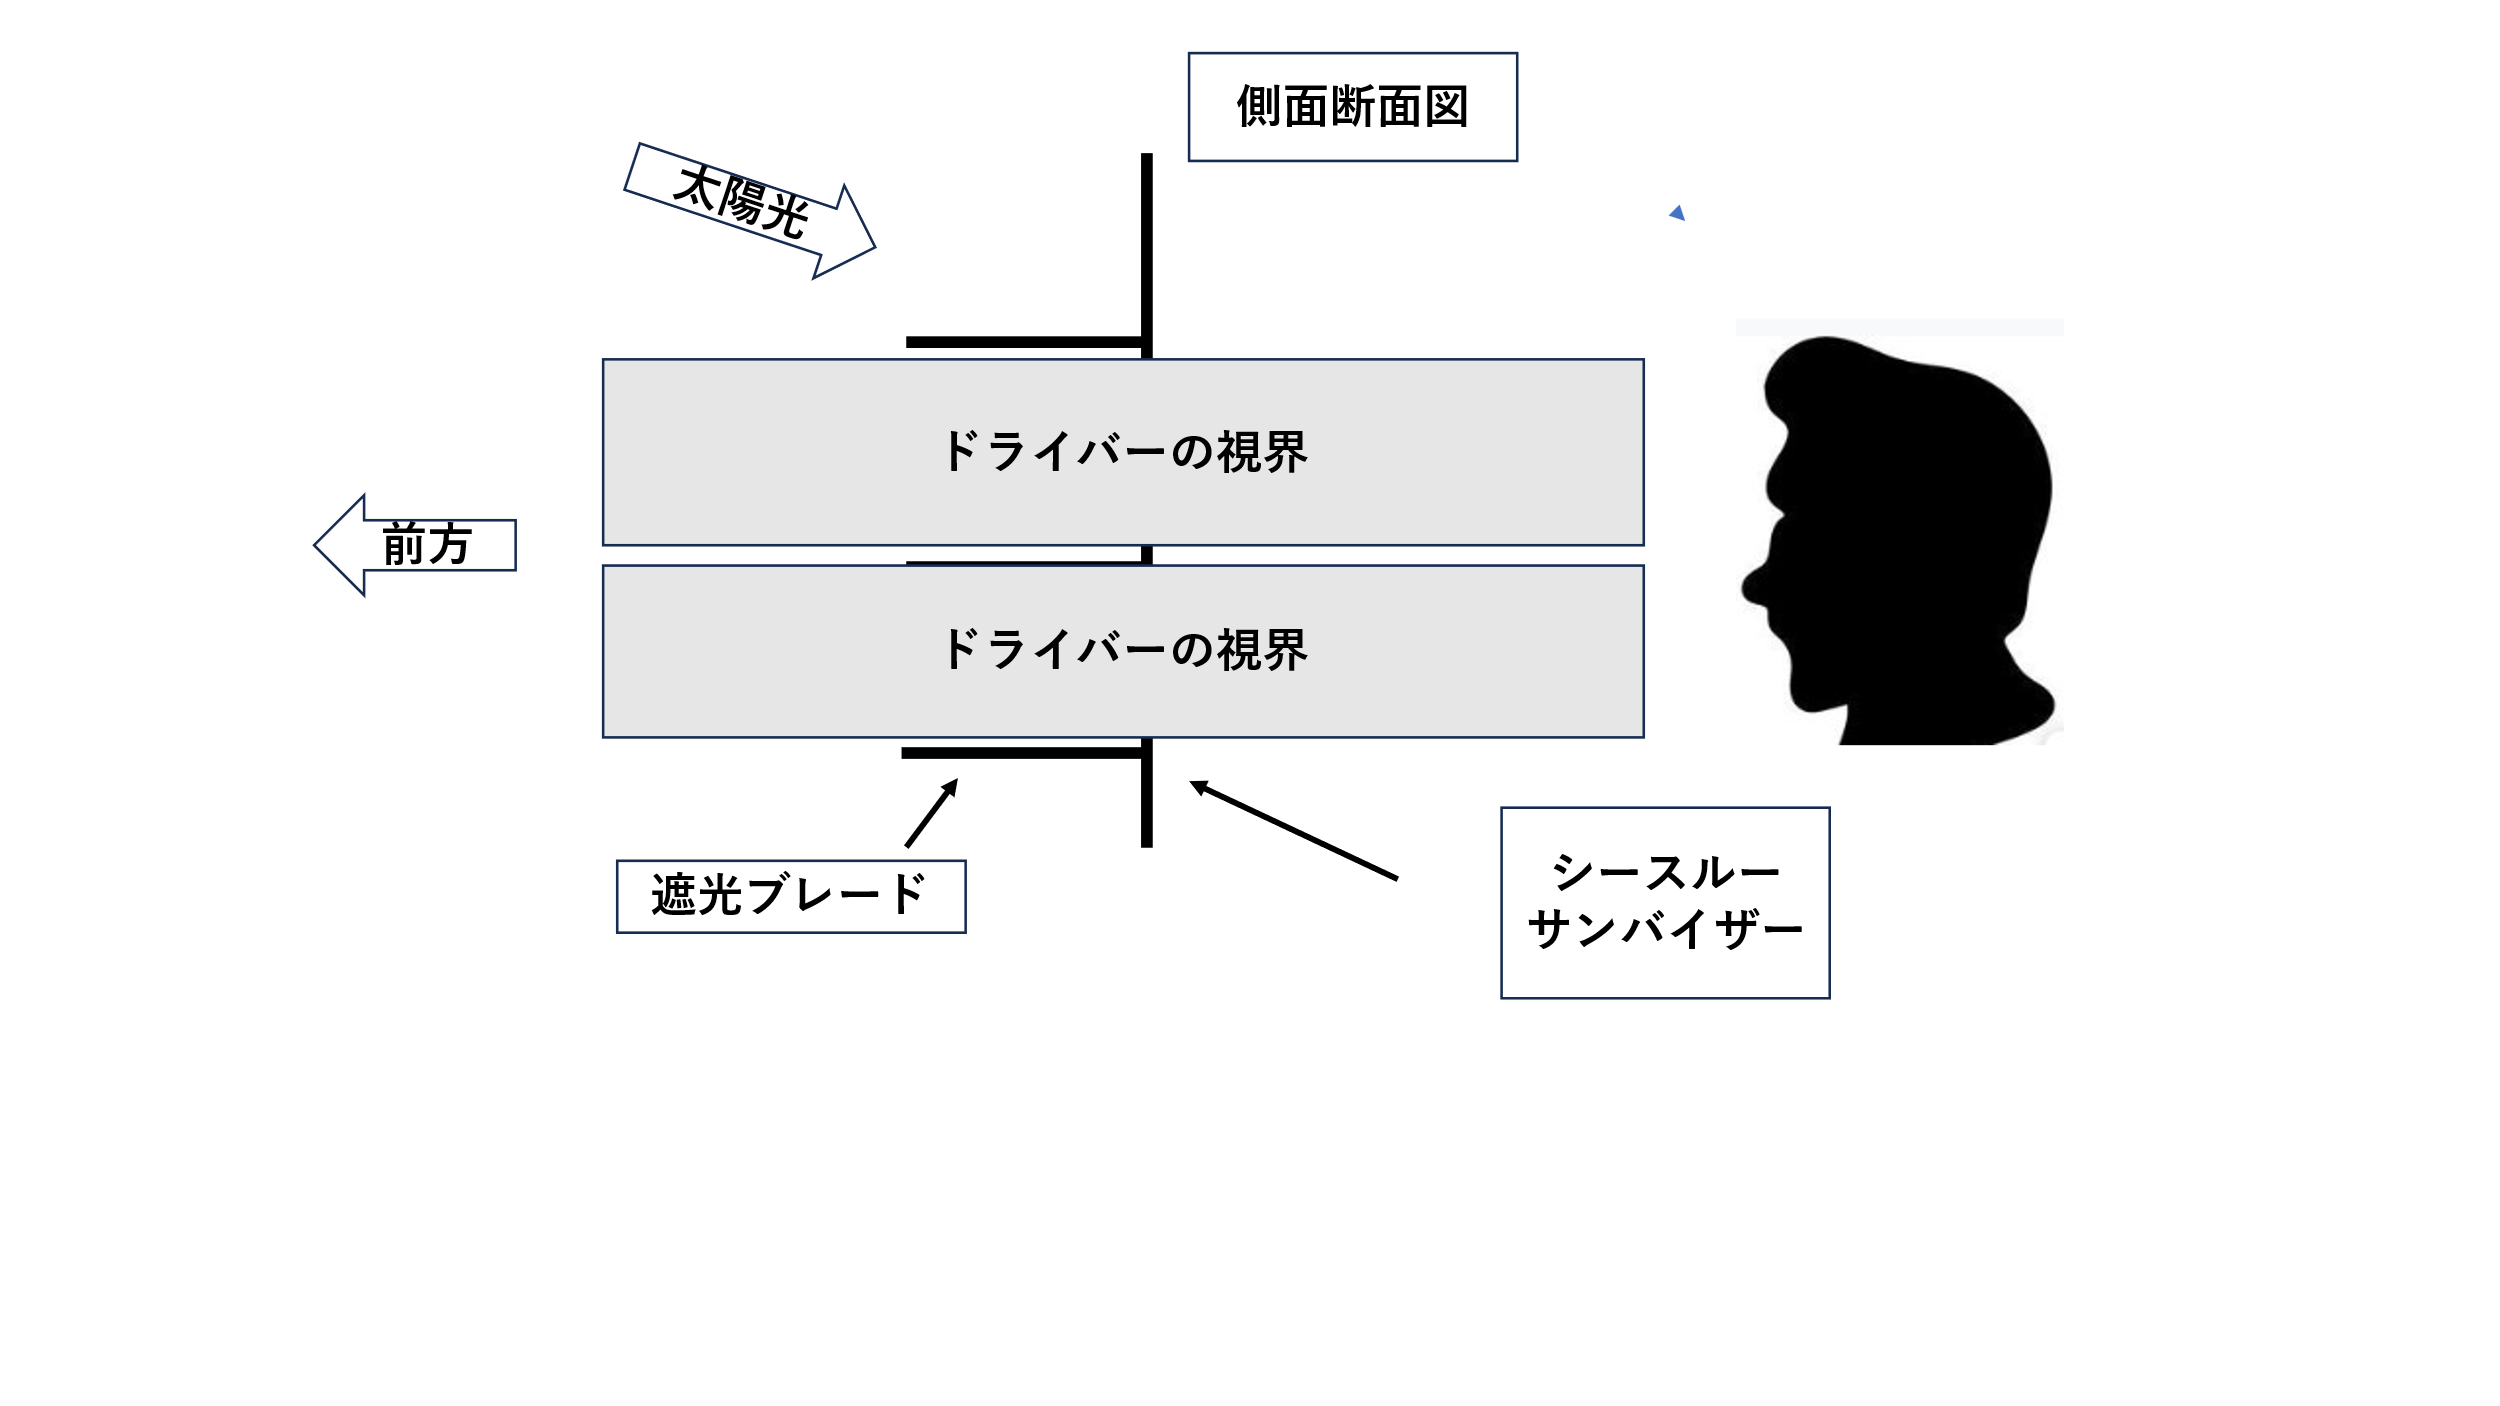 側面断面図
太陽光
ドライバーの視界
前方
ドライバーの視界
遮光ブレード
シースルー
サンバイザー